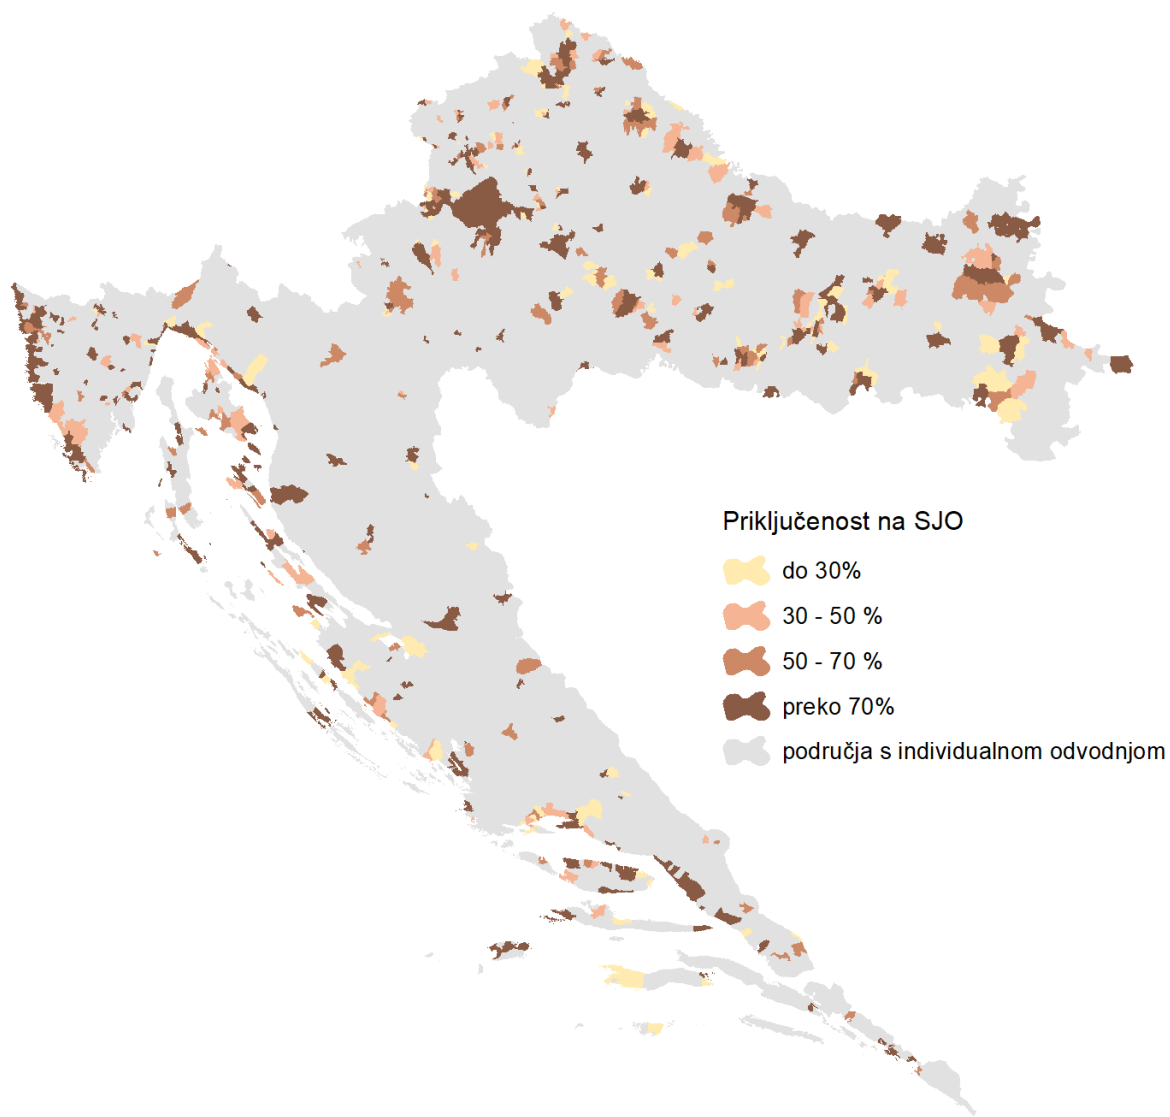 Priključenost na SJO
do 30%
30 - 50 %
50 - 70 %
preko 70%
područja s individualnom odvodnjom